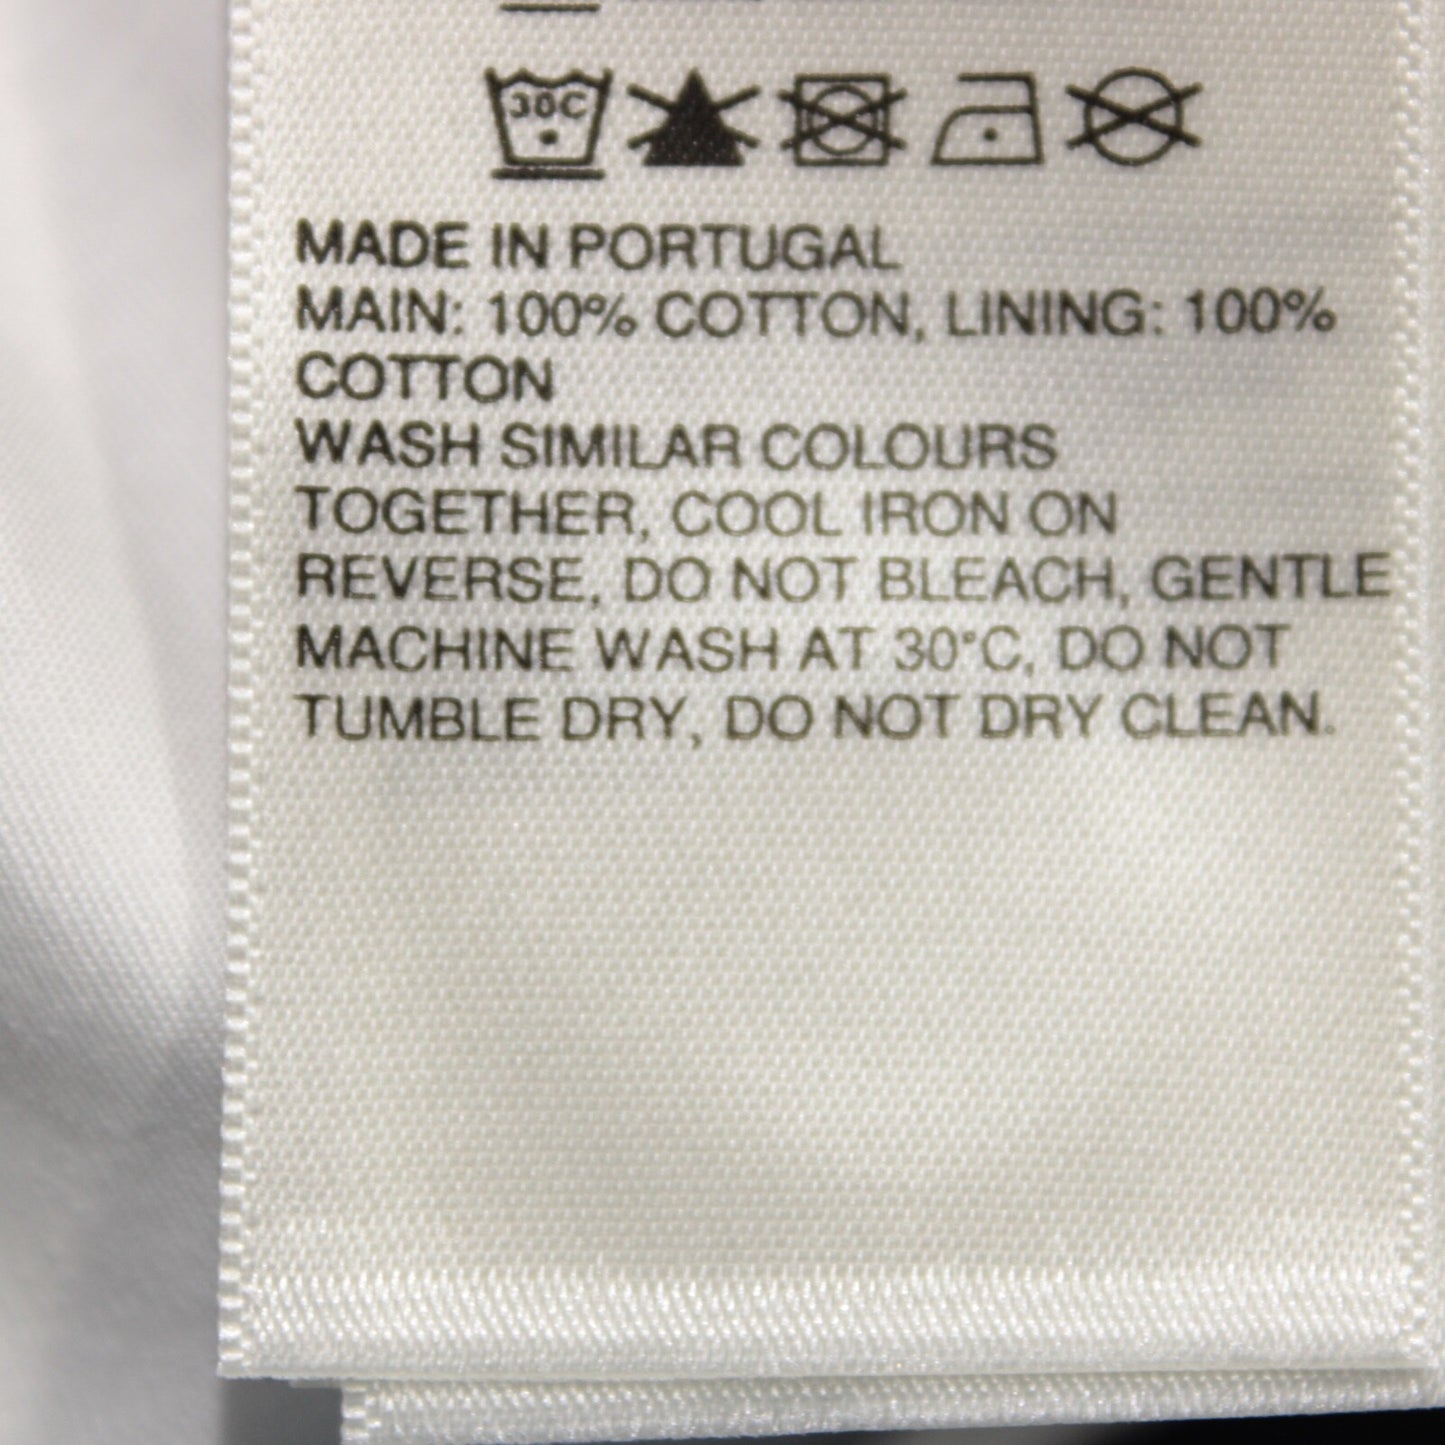 30C
MADE IN PORTUGAL
MAIN: 100% COTTON, LINING: 100%
COTTON
WASH SIMILAR COLOURS
TOGETHER, COOL IRON ON
REVERSE, DO NOT BLEACH, GENTLE
MACHINE WASH AT 30°C, DO NOT
TUMBLE DRY, DO NOT DRY CLEAN.